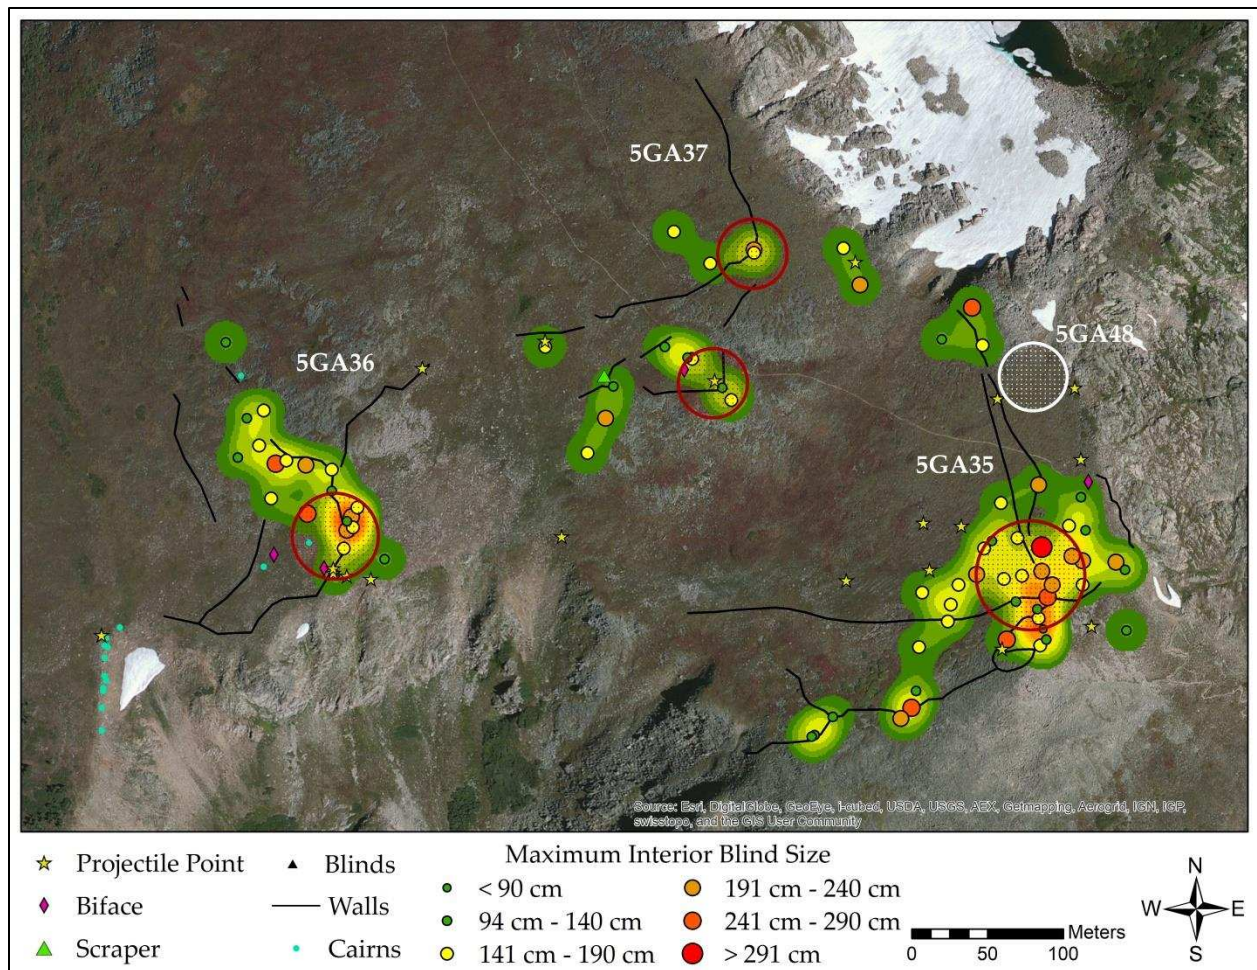 5GA37
5GA48
5GA36
5GA35
Source: Esri, DigitalGlobe, GeoEye, i-cubed, USDA, USGS, AEX, Getmapping, Aerogrid, IGN, IGP,
swisstopo, and the GIS User Community
Projectile Point
Biface
Scraper
Blinds
Walls
Cairns
Maximum Interior Blind Size
< 90 cm
94 cm - 140 cm
141 cm - 190 cm
191 cm - 240 cm
241 cm - 290 cm
> 291 cm
N
W E
S
Meters
0 50 100